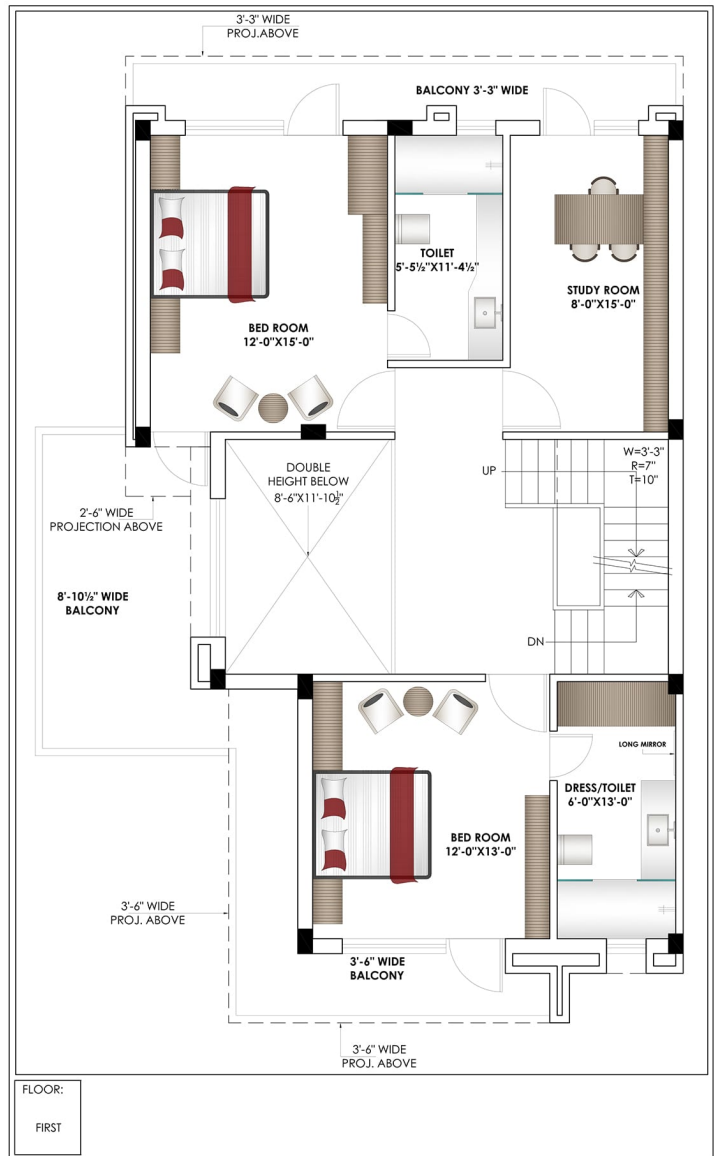 3'-3" WIDE
PROJ.ABOVE
BALCONY 3'-3" WIDE
TOILET
5'-5½"X11'-4½"
STUDY ROOM
8'-0"X15'-0"
BED ROOM
12'-0"X15'-0"
W=3'-3"
R=7"
T=10"
UP
DOUBLE
HEIGHT BELOW
8'-6"X11'-10½"
2'-6" WIDE
PROJECTION ABOVE
8'-10½" WIDE
BALCONY
DN
LONG MIRROR
DRESS/TOILET
6'-0"X13'-0"
BED ROOM
12'-0"X13'-0"
3'-6" WIDE
PROJ. ABOVE
3'-6" WIDE
BALCONY
3'-6" WIDE
PROJ. ABOVE
FLOOR:
FIRST